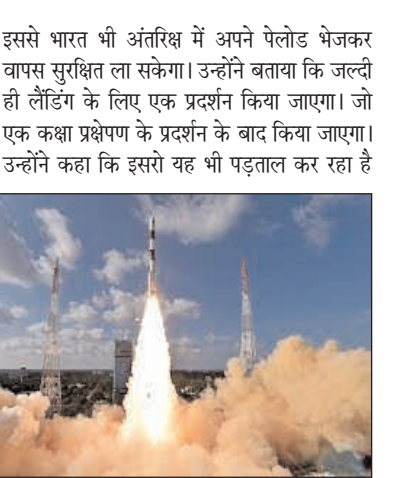 इससे भारत भी अंतरिक्ष में अपने पेलोड भेजकर
वापस सुरक्षित ला सकेगा। उन्होंने बताया कि जल्दी
ही लैंडिंग के लिए एक प्रदर्शन किया जाएगा। जो
एक कक्षा प्रक्षेपण के प्रदर्शन के बाद किया जाएगा।
उन्होंने कहा कि इसरो यह भी पड़ताल कर रहा है